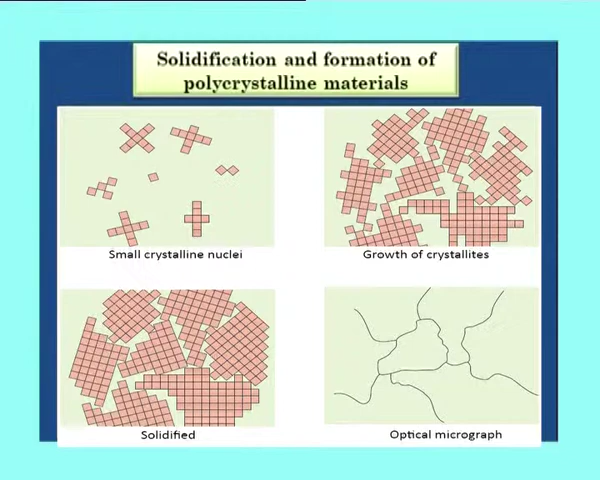 Solidification and formation of
polycrystalline materials
Small crystalline nuclei
Growth of crystallites
Solidified
Optical micrograph